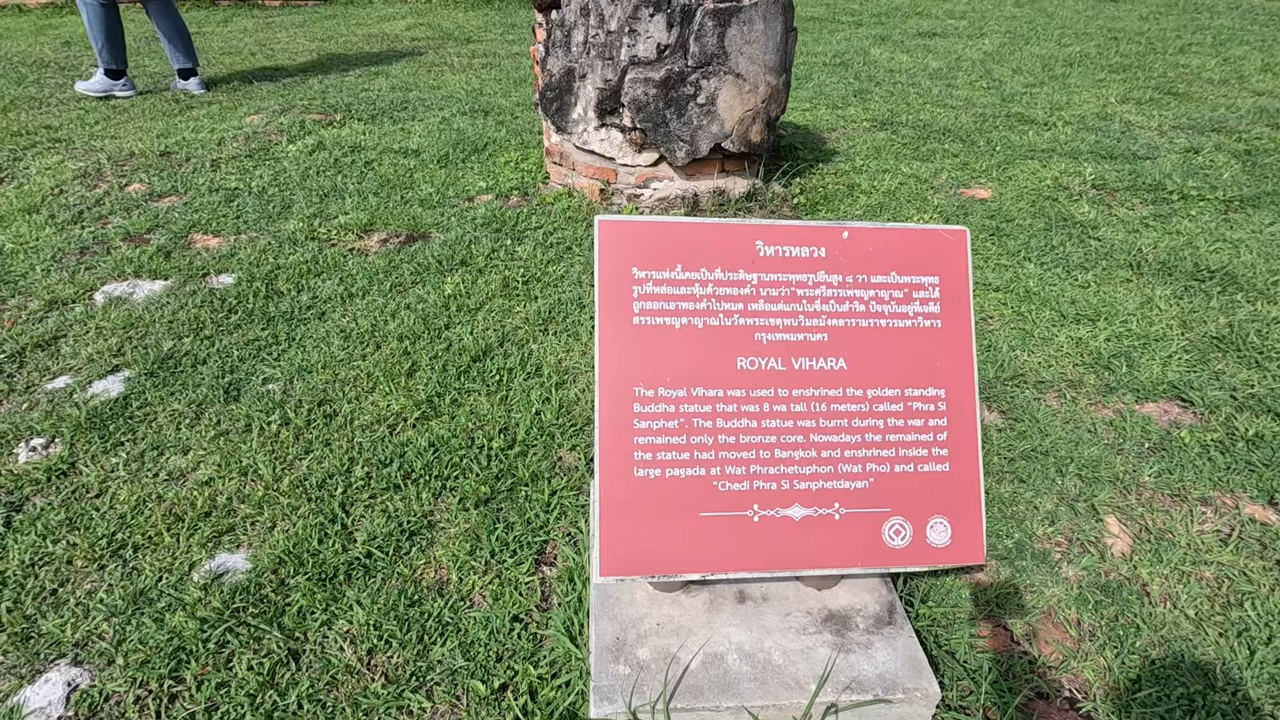 วิหารหลวง
วิหารแห่งนี้เคยเป็นที่ประดิษฐานพระพุทธรูปยืนสูง ๘ วา และเป็นพระพุทธ
รูปที่หล่อและหุ้มด้วยทองคำ นามว่า"พระศรีสรรเพชญดาญาณ" และได้
ถูกลอกเอาทองคำไปหมด เหลือแต่แกนในซึ่งเป็นสำริด ปัจจุบันอยู่ที่เจดีย์
สรรเพชญดาญาณในวัดพระเชตุพนวิมลมังคลารามราชวรมหาวิหาร
กรุงเทพมหานคร
ROYAL VIHARA
The Royal Vihara was used to enshrined the golden standing
Buddha statue that was 8 wa tall (16 meters) called "Phra Si
Sanphet". The Buddha statue was burnt during the war and
remained only the bronze core. Nowadays the remained of
the statue had moved to Bangkok and enshrined inside the
large pagada at Wat Phrachetuphon (Wat Pho) and called
"Chedi Phra Si Sanphetdayan"